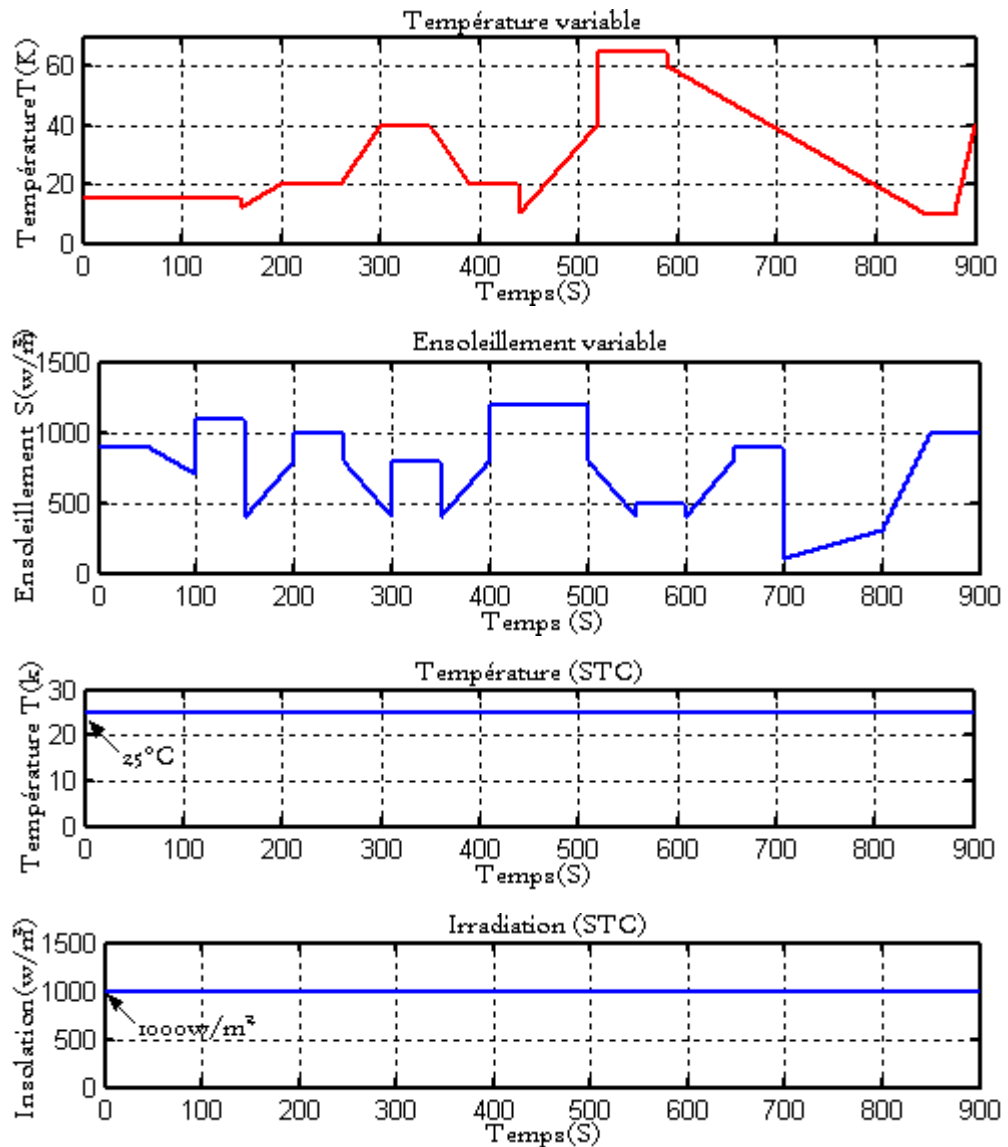 Température variable
TempératureT(K)
60
40
20
0
0 100 200 300 400 500 600 700 800 900
Temps(S)
Ensoleillement variable
Ensoleillement S(w/m²)
1500
1000
500
0
0 100 200 300 400 500 600 700 800 900
Temps (S)
Température (STC)
Température T(k)
30
20
10
0
25°C
0 100 200 300 400 500 600 700 800 900
Temps(S)
Irradiation (STC)
Insolation(w/m²)
1500
1000
500
0
1000w/m²
0 100 200 300 400 500 600 700 800 900
Temps(S)